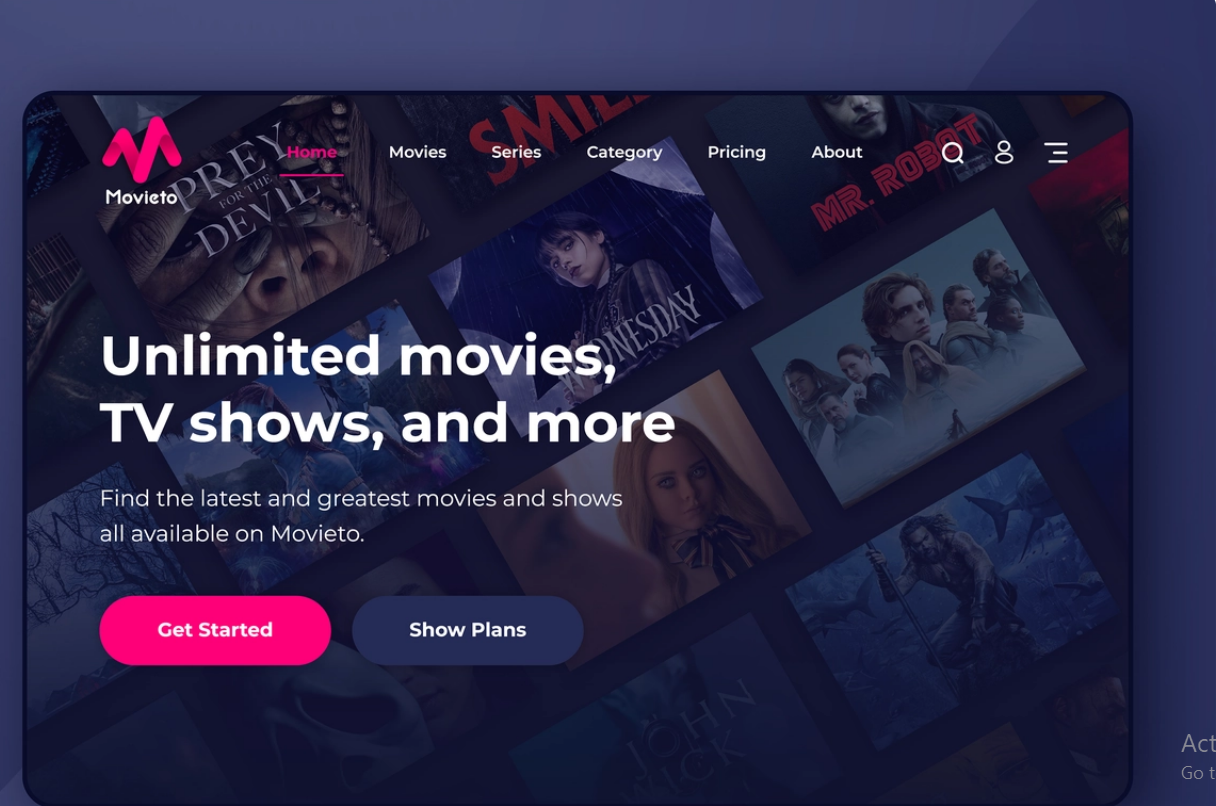 SMIL
PREY
FOR THE
DEVIL
Movieto
Home
Movies
Series
Category
Pricing
About
MR. ROBOT
NESDAY
Unlimited movies,
TV shows, and more
Find the latest and greatest movies and shows
all available on Movieto.
Get Started
Show Plans
JOHN
WICK
Act
Go t